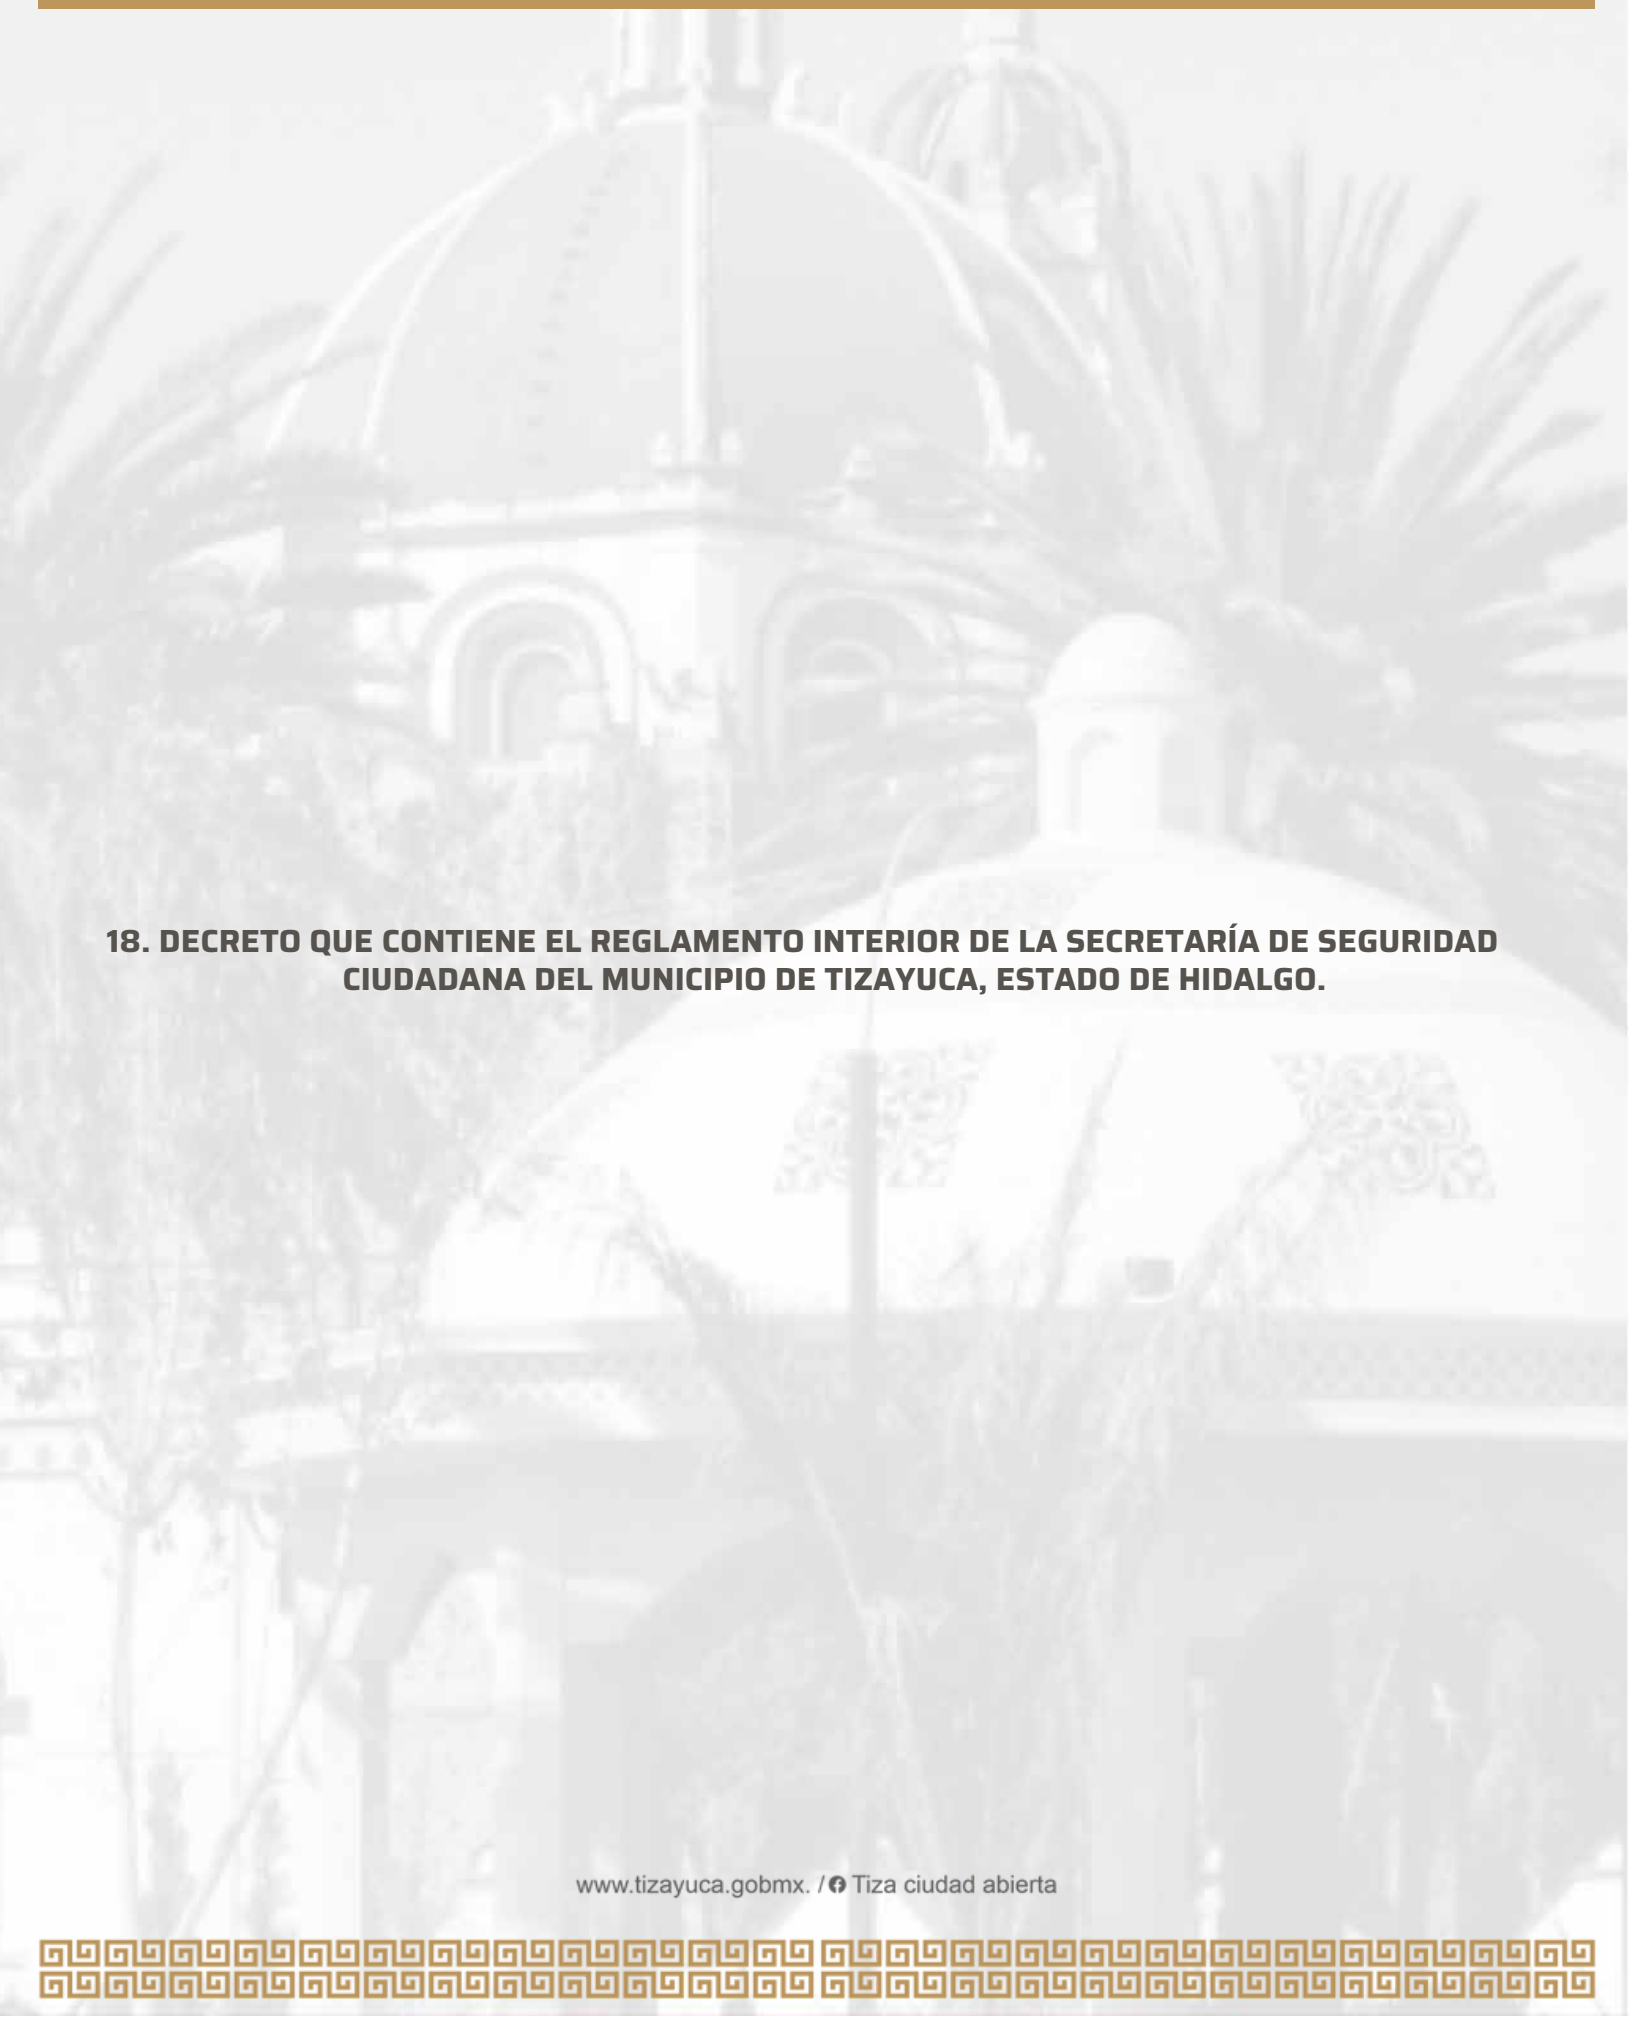 18. DECRETO QUE CONTIENE EL REGLAMENTO INTERIOR DE LA SECRETARÍA DE SEGURIDAD
CIUDADANA DEL MUNICIPIO DE TIZAYUCA, ESTADO DE HIDALGO.
www.tizayuca.gobmx. / Tiza ciudad abierta